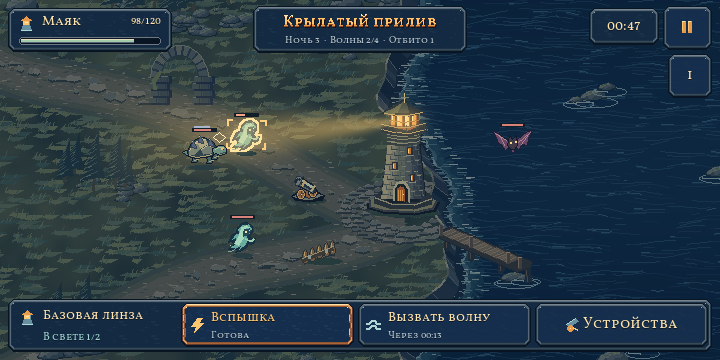 Маяк
98/120
Крылатый прилив
Ночь 3 · Волны 2/4 · Отбито 1
00:47
I
Базовая линза
В свете 1/2
Вспышка
Готова
Вызвать волну
Через 00:13
Устройства